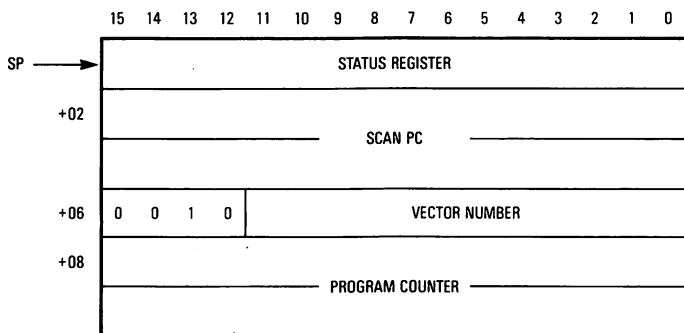 15 14 13 12 11 10 9 8 7 6 5 4 3 2 1 0
SP STATUS REGISTER
+02
SCAN PC
+06 0 0 1 0 VECTOR NUMBER
+08
PROGRAM COUNTER